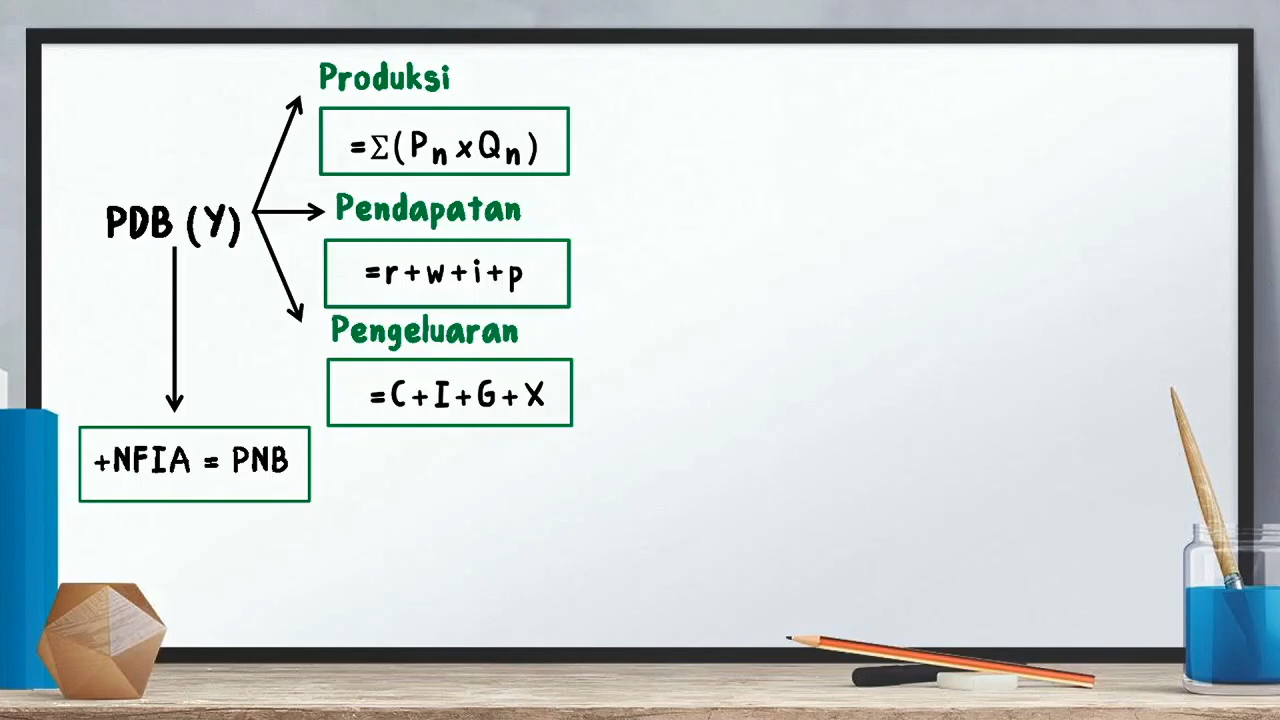 Produksi
=Σ(Pn x Qn)
PDB (Y)
Pendapatan
=r+w+i+p
Pengeluaran
=C+I+G+X
+NFIA = PNB